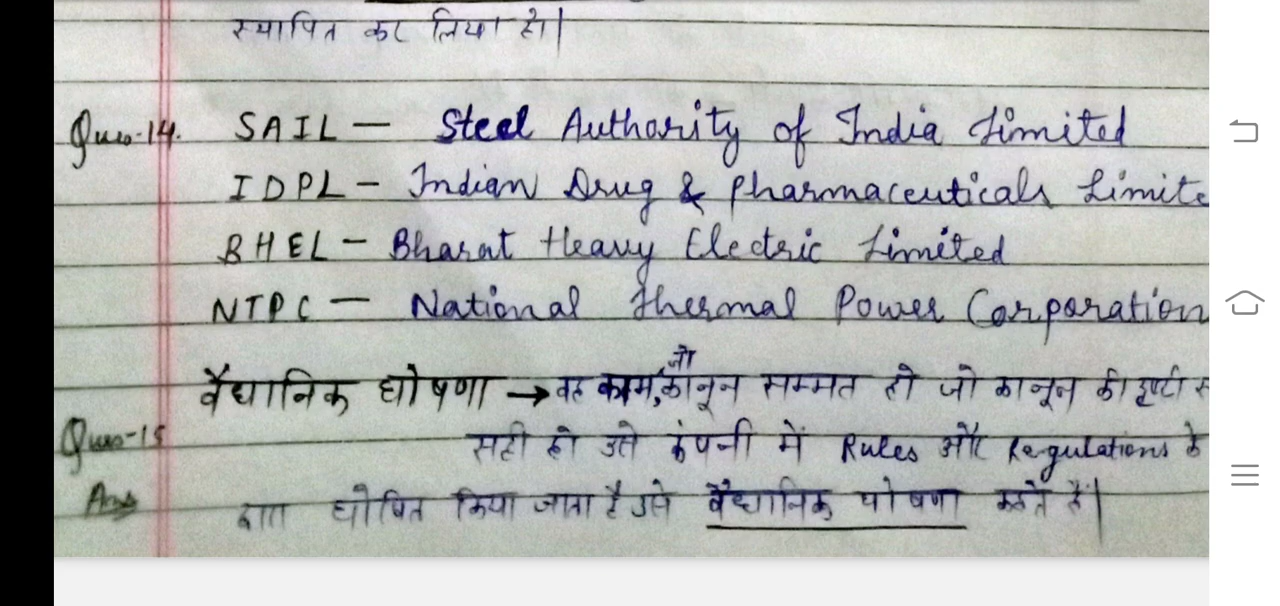 स्थापित कर लिया हो।
Ques-14. SAIL — Steel Authority of India Limited
IDPL — Indian Drug & Pharmaceuticals Limite
BHEL — Bharat Heavy Electric Limited
NTPC — National Thermal Power Corporation
वैधानिक घोषणा → वह काम, जो कानून सम्मत हो जो कानून की दृष्टी स
Ques-15 सही हो उसे कंपनी में Rules और Regulations के
Ans द्वारा घोषित किया जाता है उसे वैधानिक घोषणा कहते हैं।